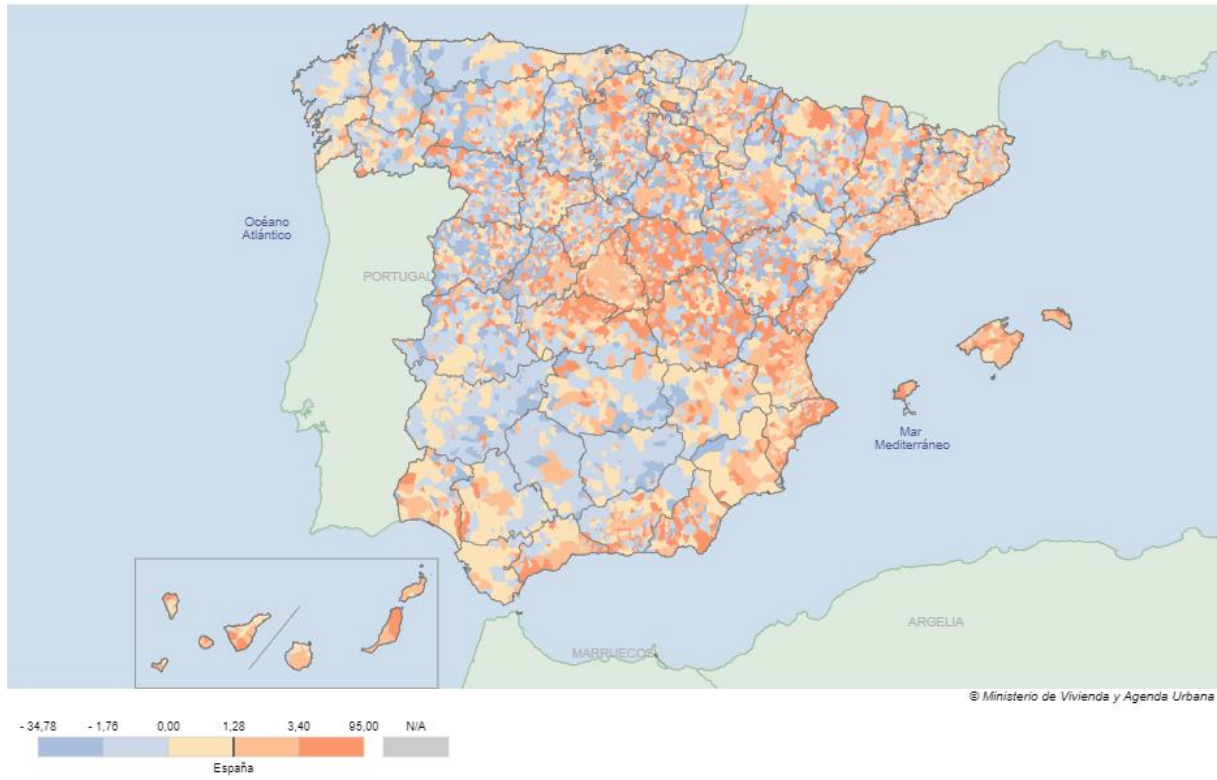 Océano
Atlántico
PORTUGAL
Mar
Mediterráneo
ARGELIA
MARRUECOS
© Ministerio de Vivienda y Agenda Urbana
- 34,78 - 1,76 0,00 1,28 3,40 95,00 N/A
España